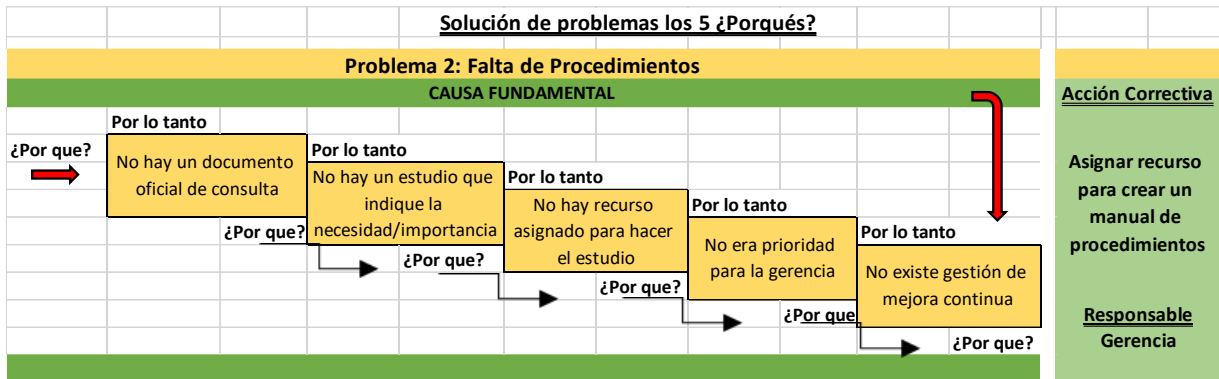 Solución de problemas los 5 ¿Porqués?
Problema 2: Falta de Procedimientos
CAUSA FUNDAMENTAL
Acción Correctiva
Por lo tanto
¿Por que?
No hay un documento
oficial de consulta
Por lo tanto
No hay un estudio que
indique la
necesidad/importancia
¿Por que?
Por lo tanto
No hay recurso
asignado para hacer
el estudio
¿Por que?
Por lo tanto
No era prioridad
para la gerencia
¿Por que?
Por lo tanto
No existe gestión de
mejora continua
¿Por que
¿Por que?
Asignar recurso
para crear un
manual de
procedimientos
Responsable
Gerencia